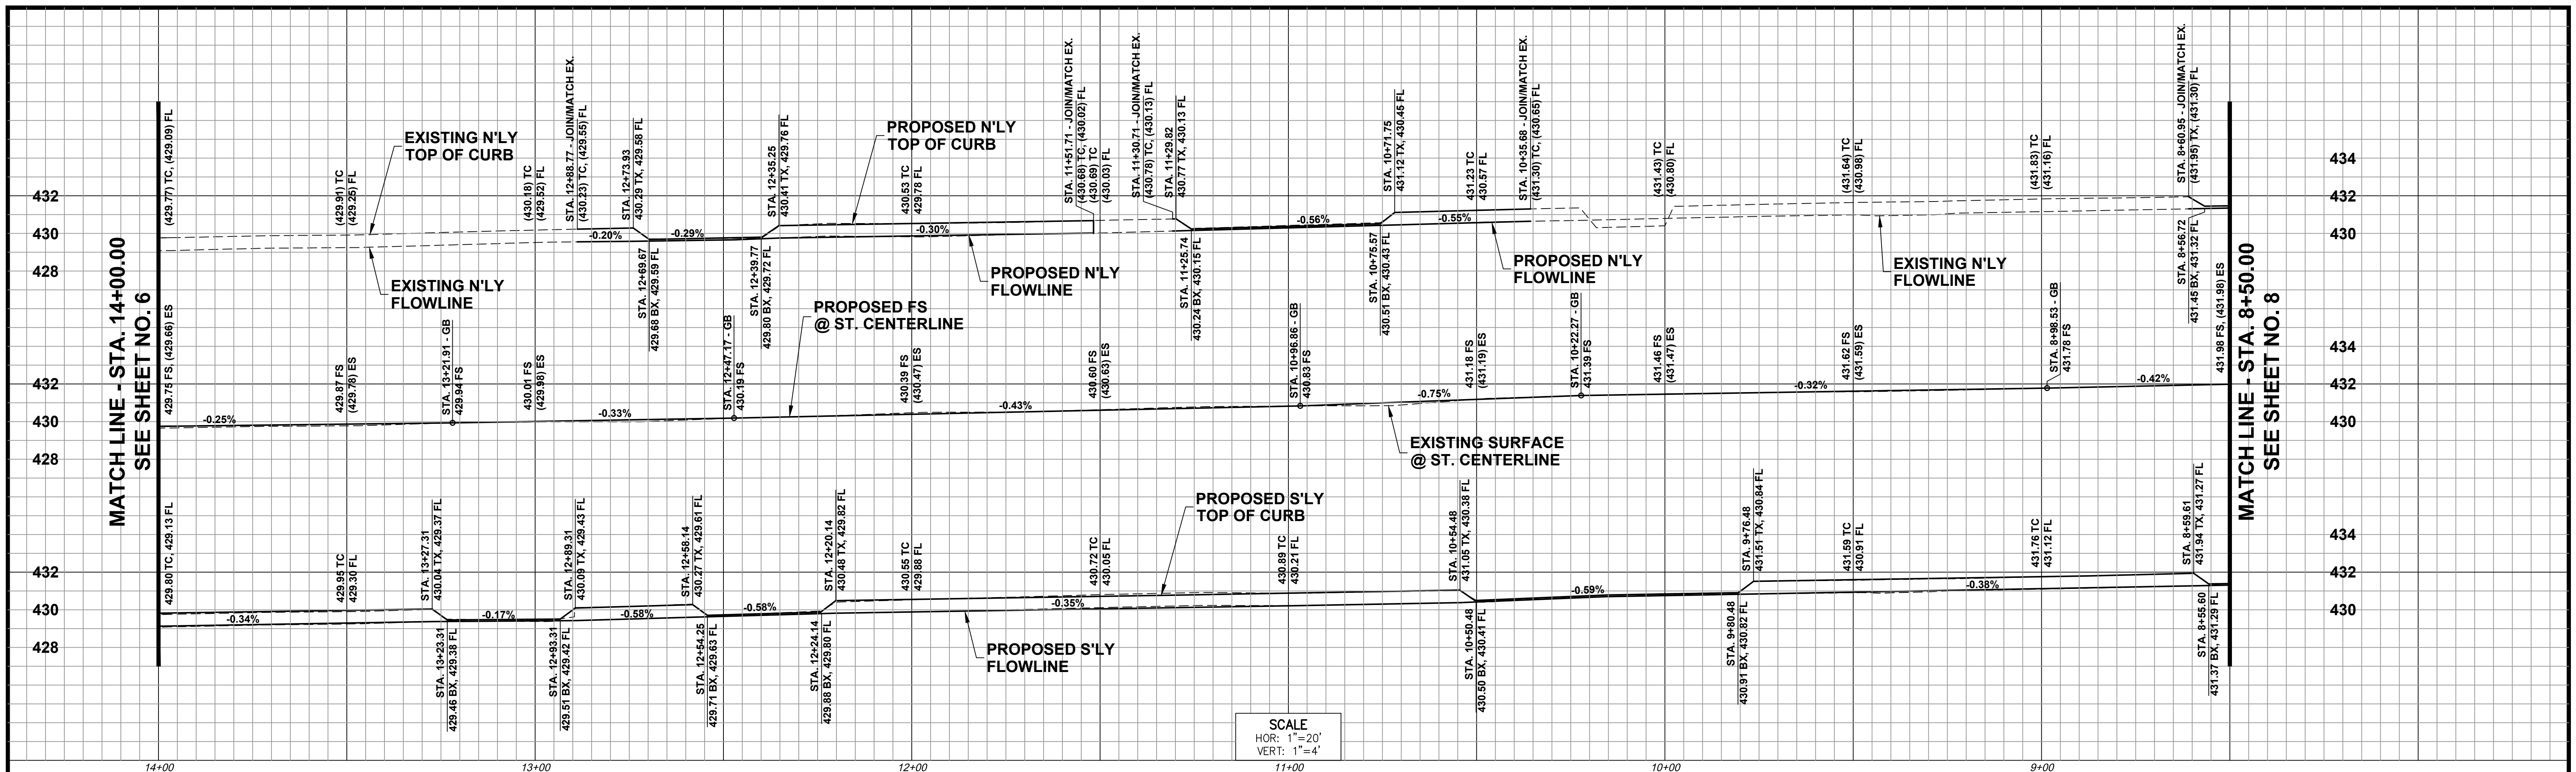 MATCH LINE - STA. 14+00.00
SEE SHEET NO. 6
432
430
428
(429.77) TC, (429.09) FL
EXISTING N'LY
TOP OF CURB
EXISTING N'LY
FLOWLINE
(429.91) TC
(429.25) FL
(430.18) TC
(429.52) FL
STA. 12+88.77 - JOIN/MATCH EX.
(430.23) TC, (429.55) FL
STA. 12+73.93
430.29 TX, 429.58 FL
STA. 12+69.67
429.68 BX, 429.59 FL
STA. 12+39.77
429.80 BX, 429.72 FL
STA. 12+35.25
430.41 TX, 429.76 FL
-0.20%
-0.29%
-0.30%
PROPOSED N'LY
TOP OF CURB
430.53 TC
429.78 FL
PROPOSED N'LY
FLOWLINE
STA. 11+51.71 - JOIN/MATCH EX.
(430.68) TC, (430.02) FL
(430.69) TC
(430.03) FL
STA. 11+30.71 - JOIN/MATCH EX.
(430.78) TC, (430.13) FL
STA. 11+29.82
430.77 TX, 430.13 FL
STA. 11+25.74
430.24 BX, 430.15 FL
-0.56%
STA. 10+75.57
430.51 BX, 430.43 FL
STA. 10+71.75
431.12 TX, 430.45 FL
-0.55%
431.23 TC
430.57 FL
STA. 10+35.68 - JOIN/MATCH EX.
(431.30) TC, (430.65) FL
PROPOSED N'LY
FLOWLINE
(431.43) TC
(430.80) FL
(431.64) TC
(430.98) FL
EXISTING N'LY
FLOWLINE
(431.83) TC
(431.16) FL
STA. 8+60.95 - JOIN/MATCH EX.
(431.95) TX, (431.30) FL
STA. 8+56.72
431.45 BX, 431.32 FL
434
432
430
432
430
428
429.75 FS, (429.66) ES
-0.25%
429.87 FS
(429.78) ES
STA. 13+21.91 - GB
429.94 FS
430.01 FS
(429.98) ES
-0.33%
STA. 12+47.17 - GB
430.19 FS
PROPOSED FS
@ ST. CENTERLINE
430.39 FS
(430.47) ES
-0.43%
430.60 FS
(430.63) ES
STA. 10+96.86 - GB
430.83 FS
-0.75%
EXISTING SURFACE
@ ST. CENTERLINE
431.18 FS
(431.19) ES
STA. 10+22.27 - GB
431.39 FS
431.46 FS
(431.47) ES
-0.32%
431.62 FS
(431.59) ES
STA. 8+98.53 - GB
431.78 FS
-0.42%
431.98 FS, (431.98) ES
434
432
430
432
430
428
429.80 TC, 429.13 FL
-0.34%
429.95 TC
429.30 FL
STA. 13+27.31
430.04 TX, 429.37 FL
STA. 13+23.31
429.46 BX, 429.38 FL
-0.17%
STA. 12+93.31
429.51 BX, 429.42 FL
STA. 12+89.31
430.09 TX, 429.43 FL
-0.58%
STA. 12+58.14
430.27 TX, 429.61 FL
STA. 12+54.25
429.71 BX, 429.63 FL
-0.58%
STA. 12+24.14
429.88 BX, 429.80 FL
STA. 12+20.14
430.48 TX, 429.82 FL
430.55 TC
429.88 FL
-0.35%
PROPOSED S'LY
FLOWLINE
430.72 TC
430.05 FL
PROPOSED S'LY
TOP OF CURB
430.89 TC
430.21 FL
STA. 10+54.48
431.05 TX, 430.38 FL
STA. 10+50.48
430.50 BX, 430.41 FL
-0.59%
STA. 9+80.48
430.91 BX, 430.82 FL
STA. 9+76.48
431.51 TX, 430.84 FL
431.59 TC
430.91 FL
-0.38%
431.76 TC
431.12 FL
STA. 8+59.61
431.94 TX, 431.27 FL
STA. 8+55.60
431.37 BX, 431.29 FL
434
432
430
MATCH LINE - STA. 8+50.00
SEE SHEET NO. 8
SCALE
HOR: 1"=20'
VERT: 1"=4'
14+00
13+00
12+00
11+00
10+00
9+00